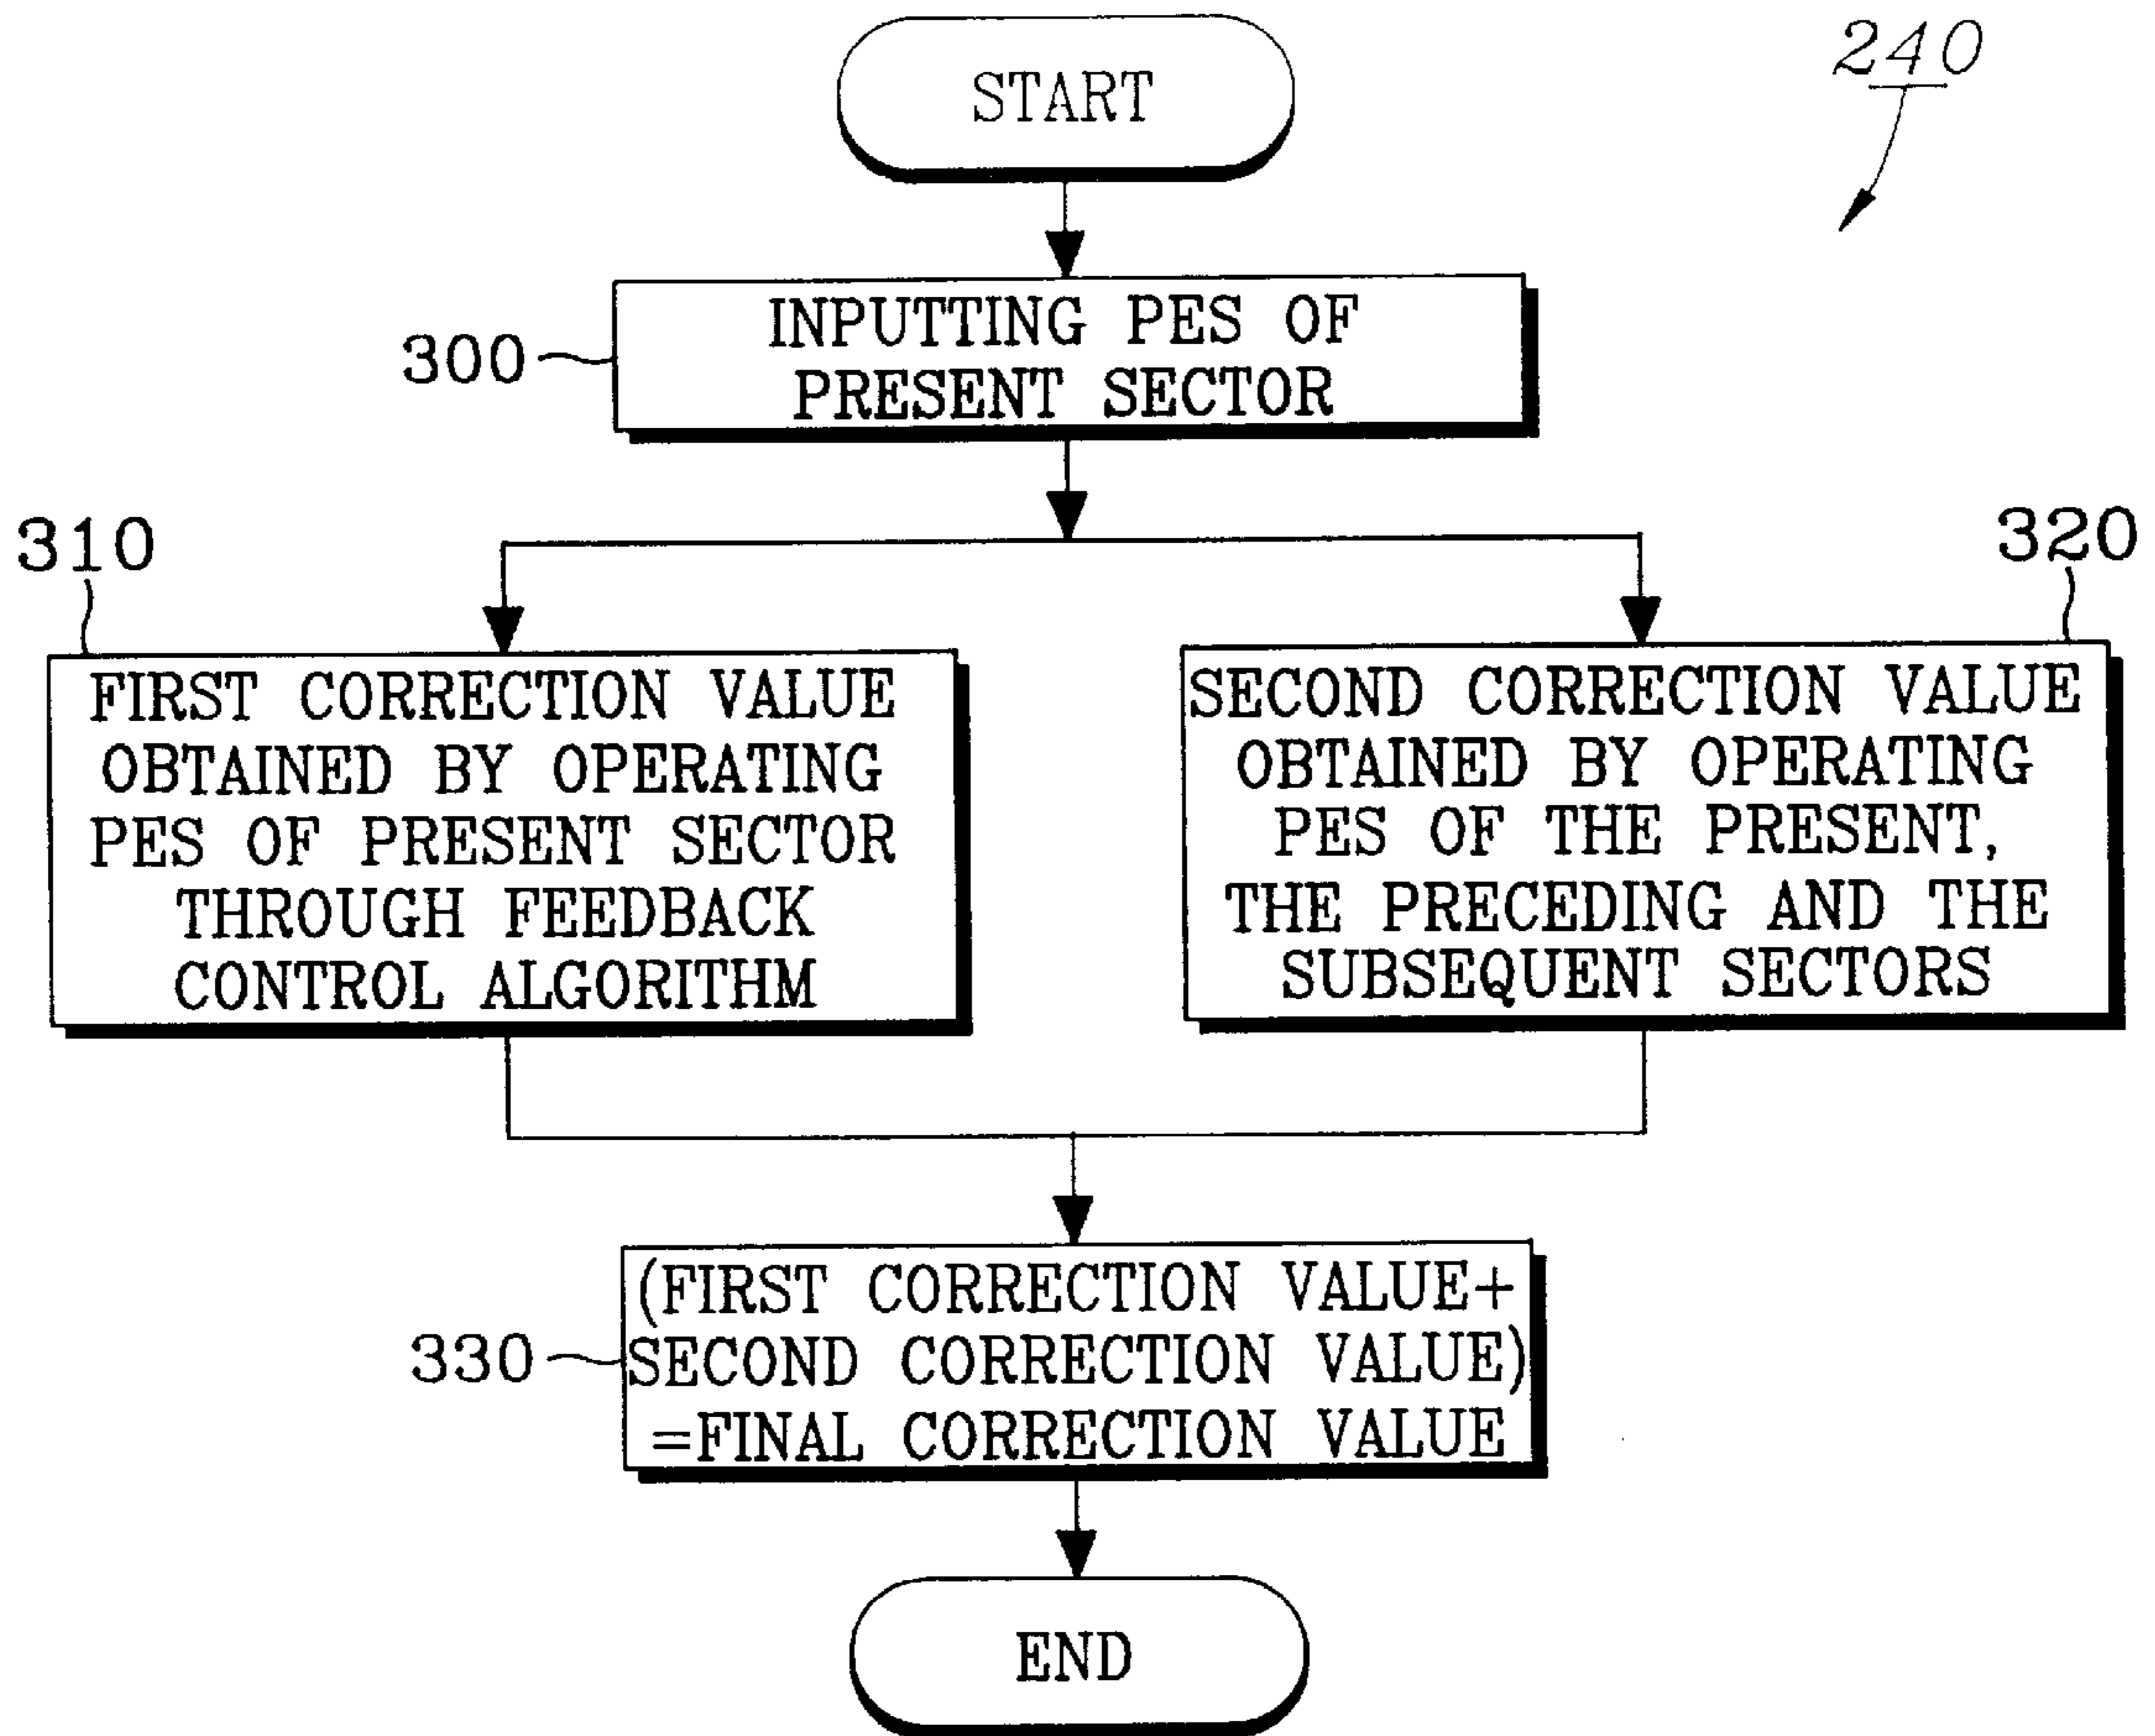 240
START
300
INPUTTING PES OF
PRESENT SECTOR
310
FIRST CORRECTION VALUE
OBTAINED BY OPERATING
PES OF PRESENT SECTOR
THROUGH FEEDBACK
CONTROL ALGORITHM
320
SECOND CORRECTION VALUE
OBTAINED BY OPERATING
PES OF THE PRESENT,
THE PRECEDING AND THE
SUBSEQUENT SECTORS
330
(FIRST CORRECTION VALUE+
SECOND CORRECTION VALUE)
=FINAL CORRECTION VALUE
END